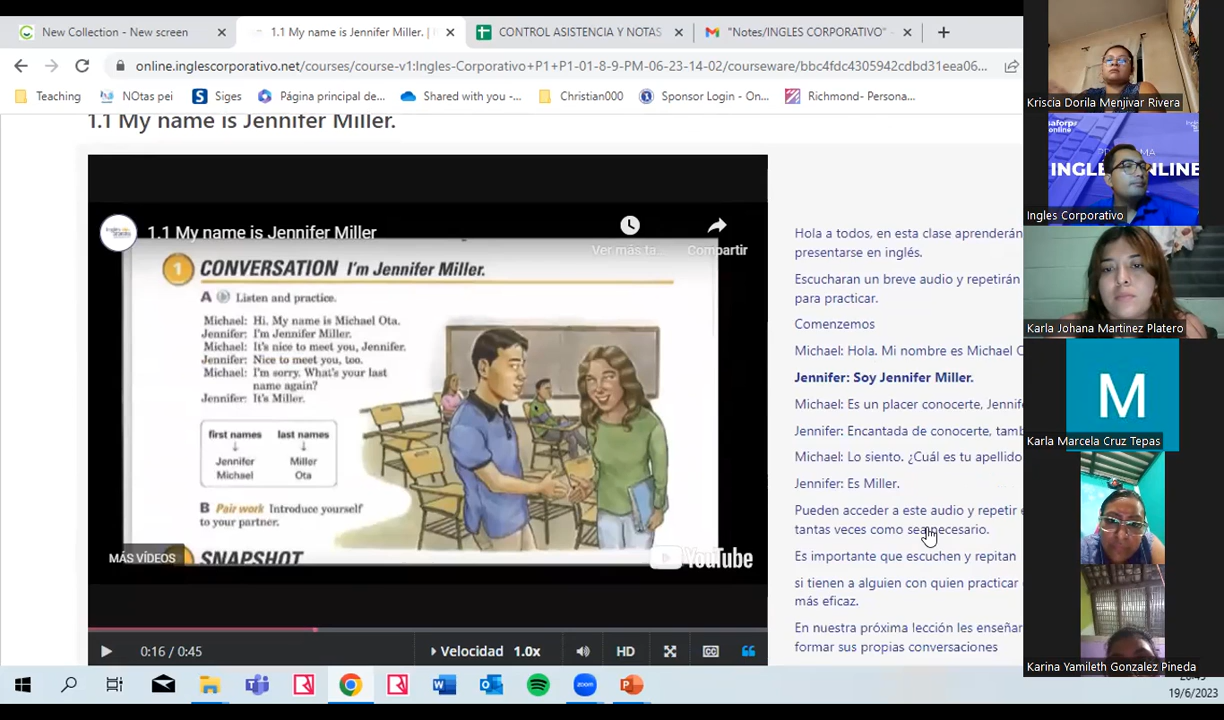 New Collection - New screen
1.1 My name is Jennifer Miller. |
CONTROL ASISTENCIA Y NOTAS
"Notes/INGLES CORPORATIVO" -
online.inglescorporativo.net/courses/course-v1:Ingles-Corporativo+P1+P1-01-8-9-PM-06-23-14-02/courseware/bbc4fdc4305942cdbd31eea06...
Teaching
NOtas pei
Siges
Página principal de...
Shared with you -...
Christian000
Sponsor Login - On...
Richmond- Persona...
1.1 My name is Jennifer Miller.
1.1 My name is Jennifer Miller
Ver más ta...
Compartir
1 CONVERSATION I'm Jennifer Miller.
A Listen and practice.
Michael: Hi. My name is Michael Ota.
Jennifer: I'm Jennifer Miller.
Michael: It's nice to meet you, Jennifer.
Jennifer: Nice to meet you, too.
Michael: I'm sorry. What's your last
name again?
Jennifer: It's Miller.
first names last names
Jennifer Miller
Michael Ota
B Pair work Introduce yourself
to your partner.
SNAPSHOT
MÁS VÍDEOS
YouTube
0:16 / 0:45
Velocidad 1.0x
HD
CC
Hola a todos, en esta clase aprenderán
presentarse en inglés.
Escucharan un breve audio y repetirán
para practicar.
Comenzemos
Michael: Hola. Mi nombre es Michael
Jennifer: Soy Jennifer Miller.
Michael: Es un placer conocerte,
Jennifer: Encantada de conocerte,
Michael: Lo siento. ¿Cuál es tu apellido
Jennifer: Es Miller.
Pueden acceder a este audio y repetir
tantas veces como sea necesario.
Es importante que escuchen y repitan
si tienen a alguien con quien practicar
más eficaz.
En nuestra próxima lección les
formar sus propias conversaciones
Kriscia Dorila Menjivar Rivera
INGLÉS ONLINE
Ingles Corporativo
Karla Johana Martinez Platero
M
Karla Marcela Cruz Tepas
Karina Yamileth Gonzalez Pineda
19/6/2023